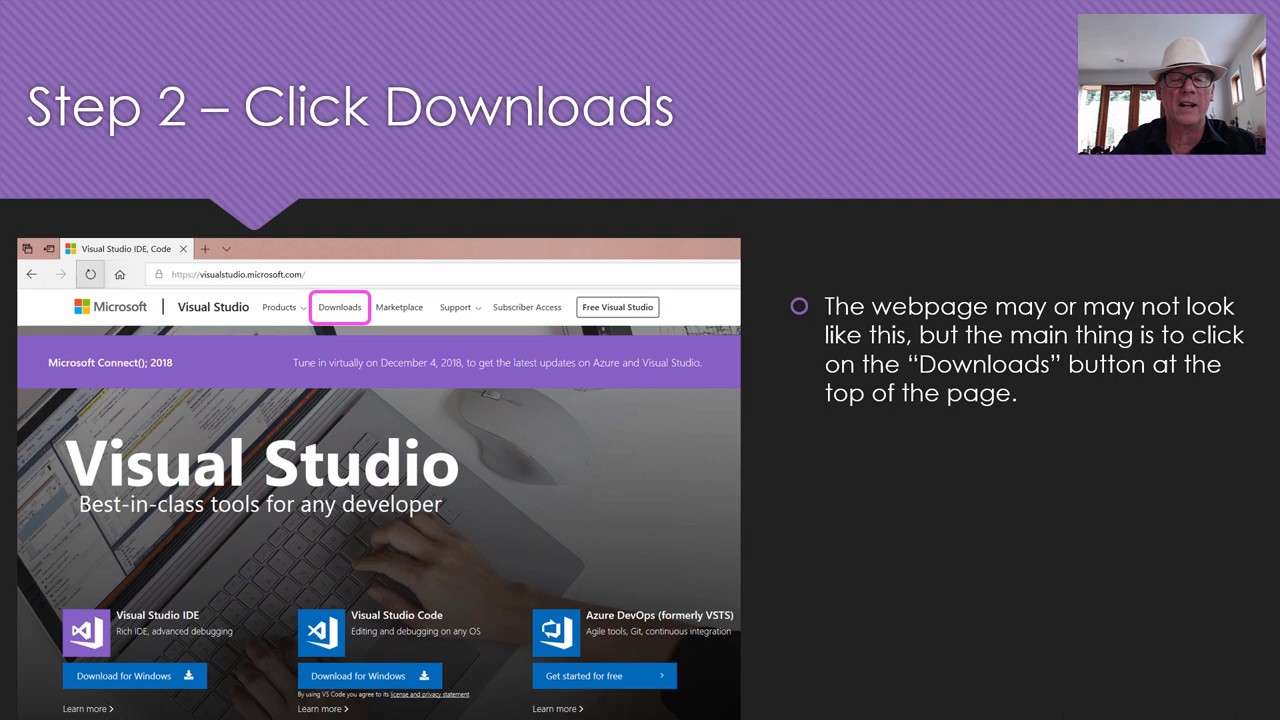 Step 2 – Click Downloads
Visual Studio IDE, Code
https://visualstudio.microsoft.com/
Microsoft | Visual Studio Products Downloads Marketplace Support Subscriber Access Free Visual Studio
Microsoft Connect(); 2018 Tune in virtually on December 4, 2018, to get the latest updates on Azure and Visual Studio.
Visual Studio
Best-in-class tools for any developer
Visual Studio IDE
Rich IDE, advanced debugging
Download for Windows
Learn more
Visual Studio Code
Editing and debugging on any OS
Download for Windows
By using VS Code you agree to its license and privacy statement
Learn more
Azure DevOps (formerly VSTS)
Agile tools, Git, continuous integration
Get started for free
Learn more
The webpage may or may not look
like this, but the main thing is to click
on the “Downloads” button at the
top of the page.